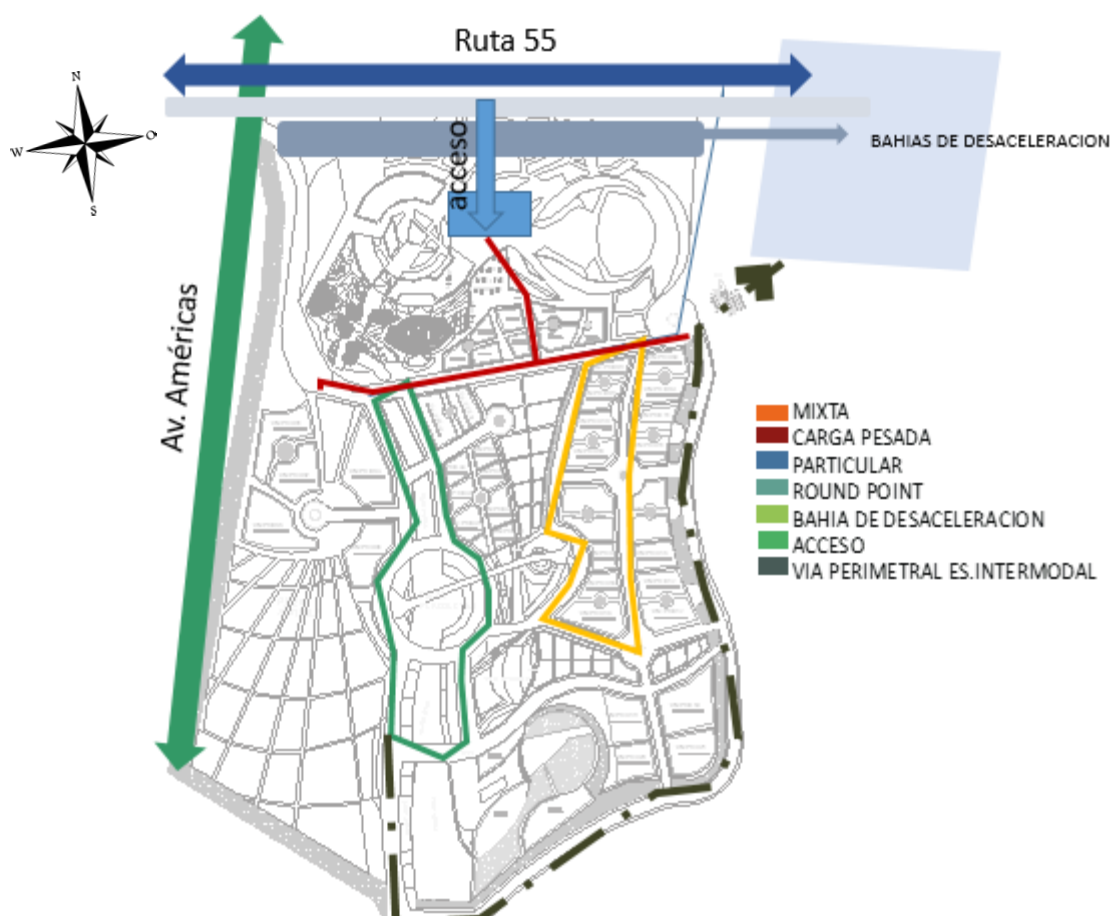 Ruta 55
N
W
O
S
acceso
BAHIAS DE DESACELERACION
Av. Américas
MIXTA
CARGA PESADA
PARTICULAR
ROUND POINT
BAHIA DE DESACELERACION
ACCESO
VIA PERIMETRAL ES.INTERMODAL